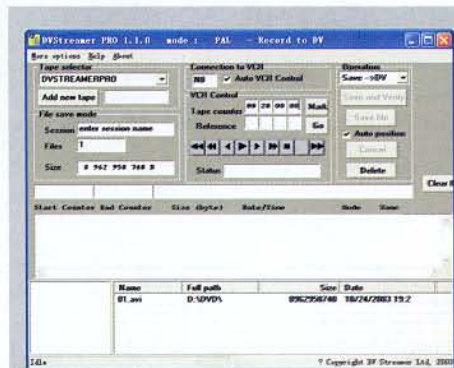 DVStreamer PRO 1.1.0 mode : PAL - Record to DV
More options Help About
Tape selector
DVSTREAMERPRO
Add new tape
Connection to VCR
NO Auto VCR Control
VCR Control
Tape counter 00 20 00 00 Mark
Reference Go
Status
Operation
Save ->DV
Scan and Verify
Save file
Auto position
Cancel
Delete
File save mode
Session enter session name
Files 1
Size 8 962 958 748 B
Clear
Start Counter End Counter Size (byte) Date/Time Mode Name
Name Full path Size Date
01.avi D:\DVD\ 8962958748 10/24/2003 19:2
Idle
Copyright DV Streamer Ltd,